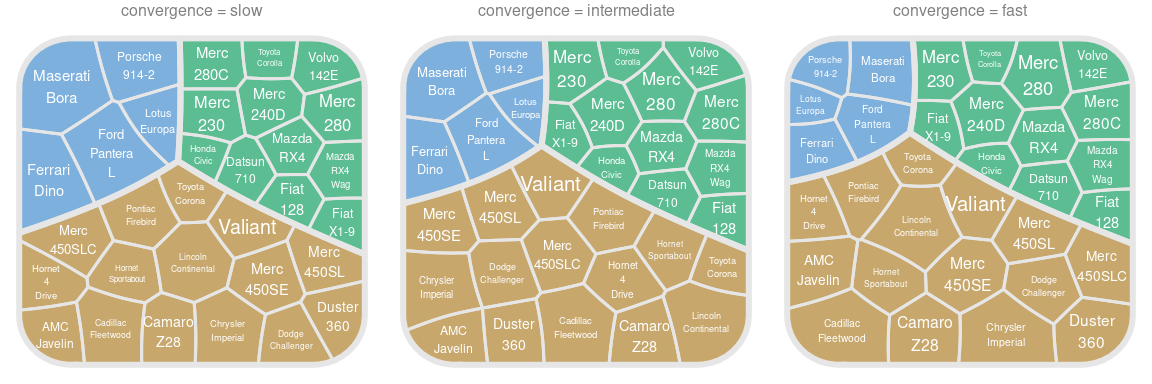 convergence = slow
Maserati
Bora
Porsche
914-2
Ford
Pantera
L
Lotus
Europa
Ferrari
Dino
Merc
280C
Toyota
Corolla
Volvo
142E
Merc
230
Merc
240D
Merc
280
Honda
Civic
Datsun
710
Mazda
RX4
Mazda
RX4
Wag
Fiat
128
Fiat
X1-9
Toyota
Corona
Pontiac
Firebird
Valiant
Merc
450SLC
Hornet
Sportabout
Lincoln
Continental
Merc
450SE
Merc
450SL
Hornet
4
Drive
AMC
Javelin
Cadillac
Fleetwood
Camaro
Z28
Chrysler
Imperial
Dodge
Challenger
Duster
360
convergence = intermediate
Maserati
Bora
Porsche
914-2
Lotus
Europa
Ford
Pantera
L
Ferrari
Dino
Merc
230
Toyota
Corolla
Volvo
142E
Merc
280
Merc
240D
Merc
280C
Fiat
X1-9
Honda
Civic
Mazda
RX4
Mazda
RX4
Wag
Datsun
710
Fiat
128
Valiant
Merc
450SL
Merc
450SE
Pontiac
Firebird
Merc
450SLC
Hornet
Sportabout
Toyota
Corona
Hornet
4
Drive
Dodge
Challenger
Chrysler
Imperial
AMC
Javelin
Duster
360
Cadillac
Fleetwood
Camaro
Z28
Lincoln
Continental
convergence = fast
Porsche
914-2
Maserati
Bora
Lotus
Europa
Ford
Pantera
L
Ferrari
Dino
Merc
230
Toyota
Corolla
Merc
280
Volvo
142E
Fiat
X1-9
Merc
240D
Merc
280C
Mazda
RX4
Honda
Civic
Mazda
RX4
Wag
Datsun
710
Fiat
128
Toyota
Corona
Pontiac
Firebird
Hornet
4
Drive
Lincoln
Continental
Valiant
Merc
450SL
Merc
450SLC
AMC
Javelin
Hornet
Sportabout
Merc
450SE
Dodge
Challenger
Cadillac
Fleetwood
Camaro
Z28
Chrysler
Imperial
Duster
360